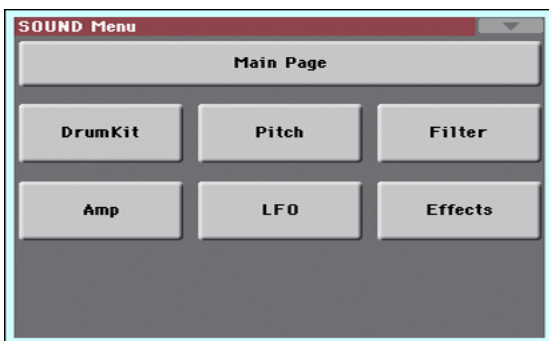 SOUND Menu
Main Page
DrumKit Pitch Filter
Amp LFO Effects